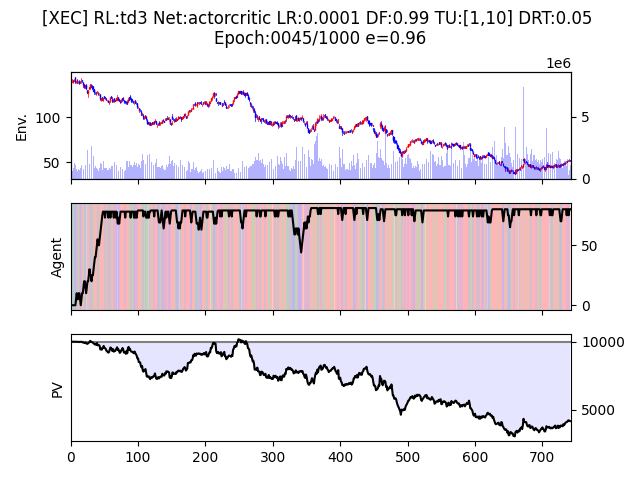 [XEC] RL:td3 Net:actorcritic LR:0.0001 DF:0.99 TU:[1,10] DRT:0.05
Epoch:0045/1000 e=0.96
1e6
Env.
100
50
5
0
Agent
50
0
PV
10000
5000
0 100 200 300 400 500 600 700